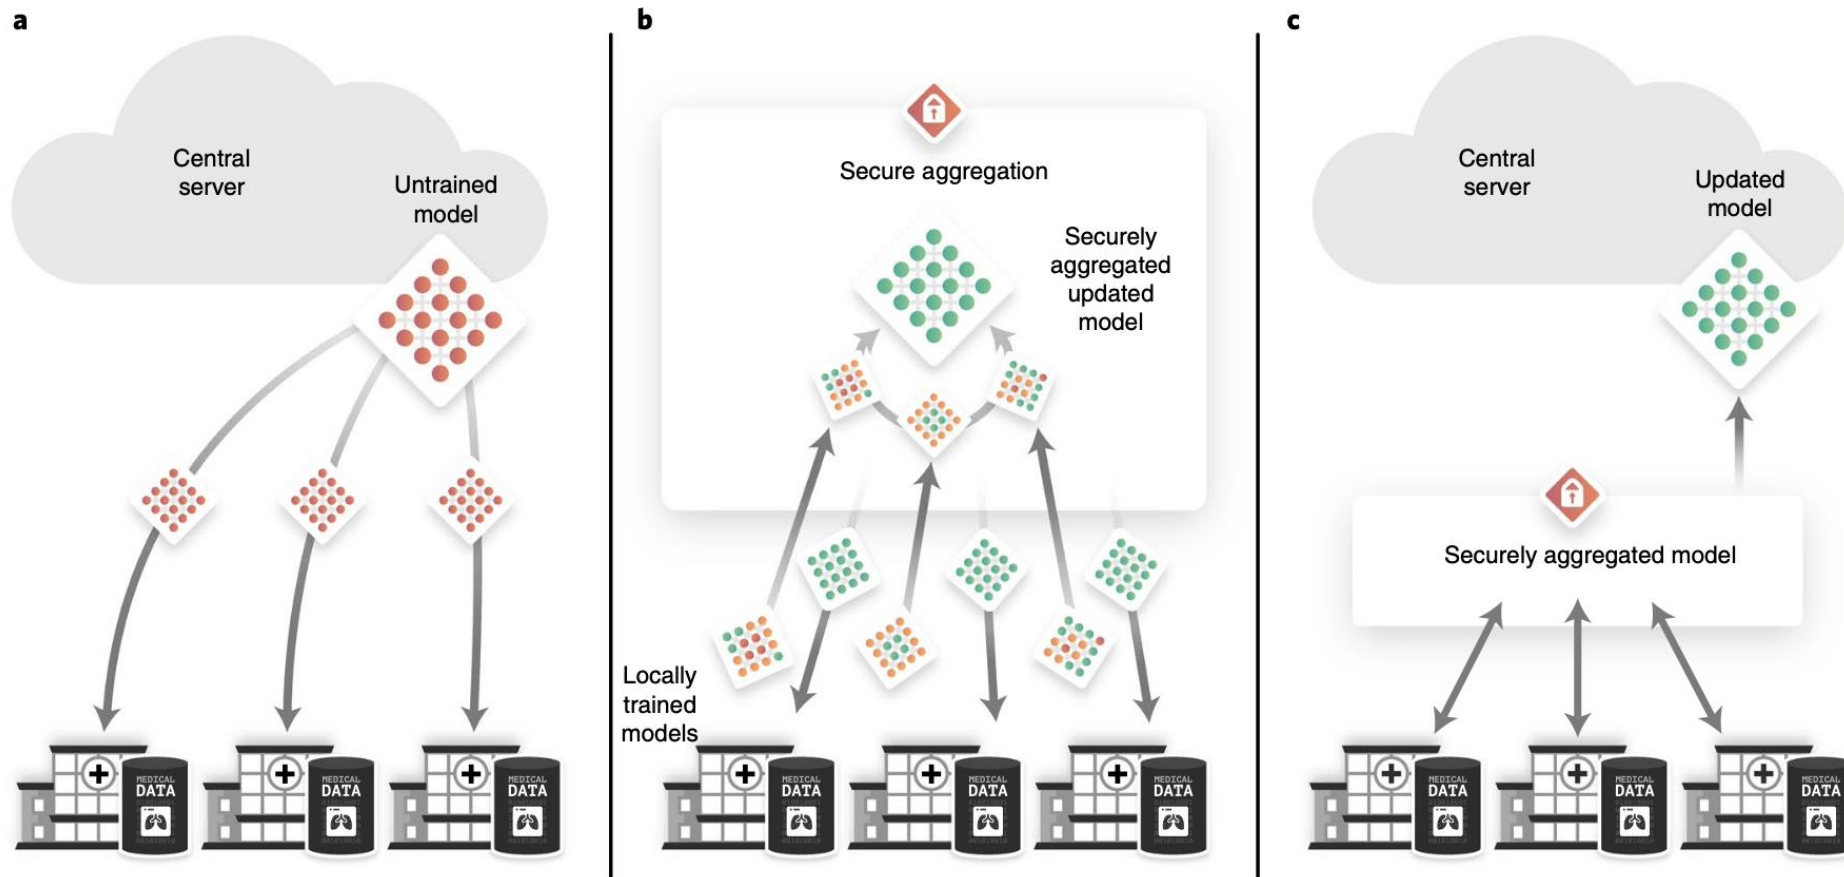 a
Central
server
Untrained
model
MEDICAL
DATA
MEDICAL
DATA
MEDICAL
DATA
b
Secure aggregation
Securely
aggregated
updated
model
Locally
trained
models
MEDICAL
DATA
MEDICAL
DATA
MEDICAL
DATA
c
Central
server
Updated
model
Securely aggregated model
MEDICAL
DATA
MEDICAL
DATA
MEDICAL
DATA